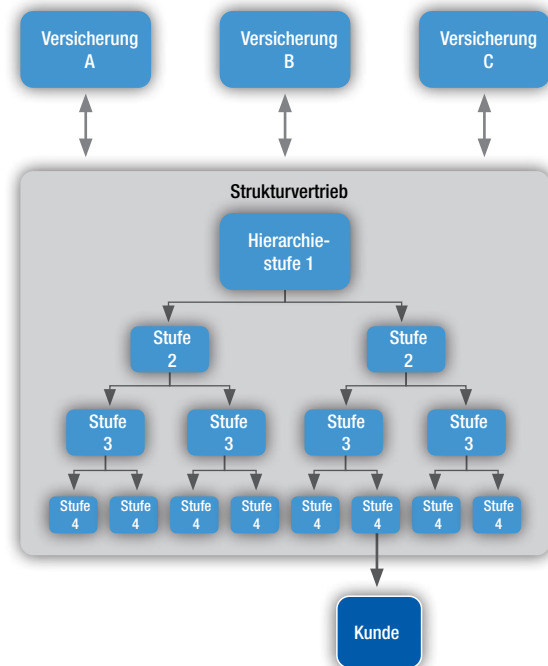 Versicherung
A
Versicherung
B
Versicherung
C
Strukturvertrieb
Hierarchie-
stufe 1
Stufe
2
Stufe
2
Stufe
3
Stufe
3
Stufe
3
Stufe
3
Stufe
4
Stufe
4
Stufe
4
Stufe
4
Stufe
4
Stufe
4
Stufe
4
Stufe
4
Kunde